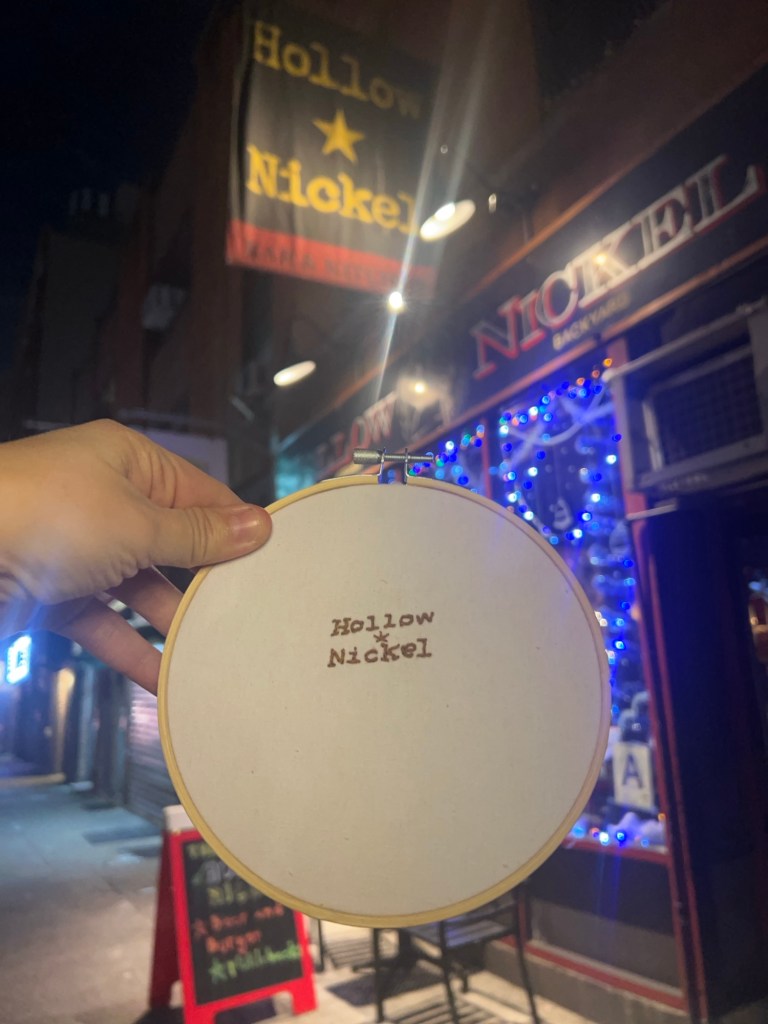 Hollow
Nickel
NICKEL
BACKYARD
Hollow
Nickel
A
Beer and
Burger